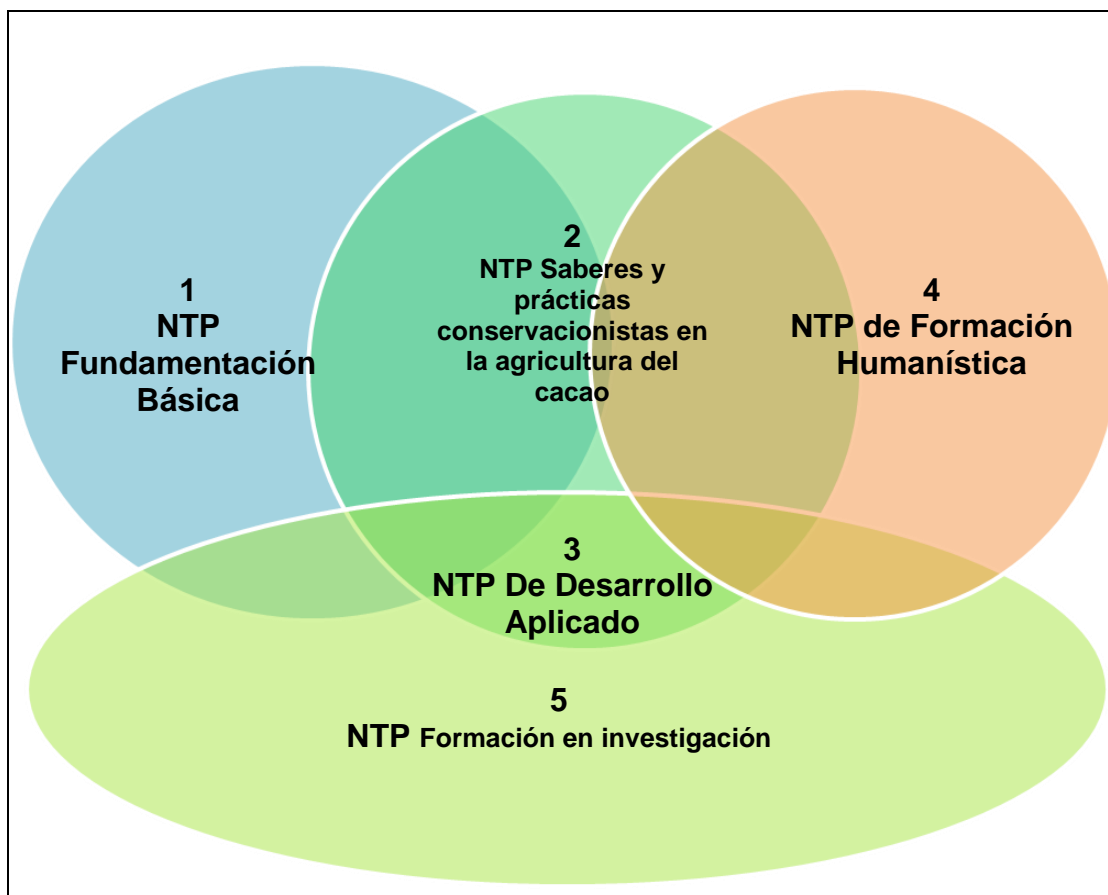 1
NTP
Fundamentación
Básica
2
NTP Saberes y
prácticas
conservacionistas en
la agricultura del
cacao
4
NTP de Formación
Humanística
3
NTP De Desarrollo
Aplicado
5
NTP Formación en investigación